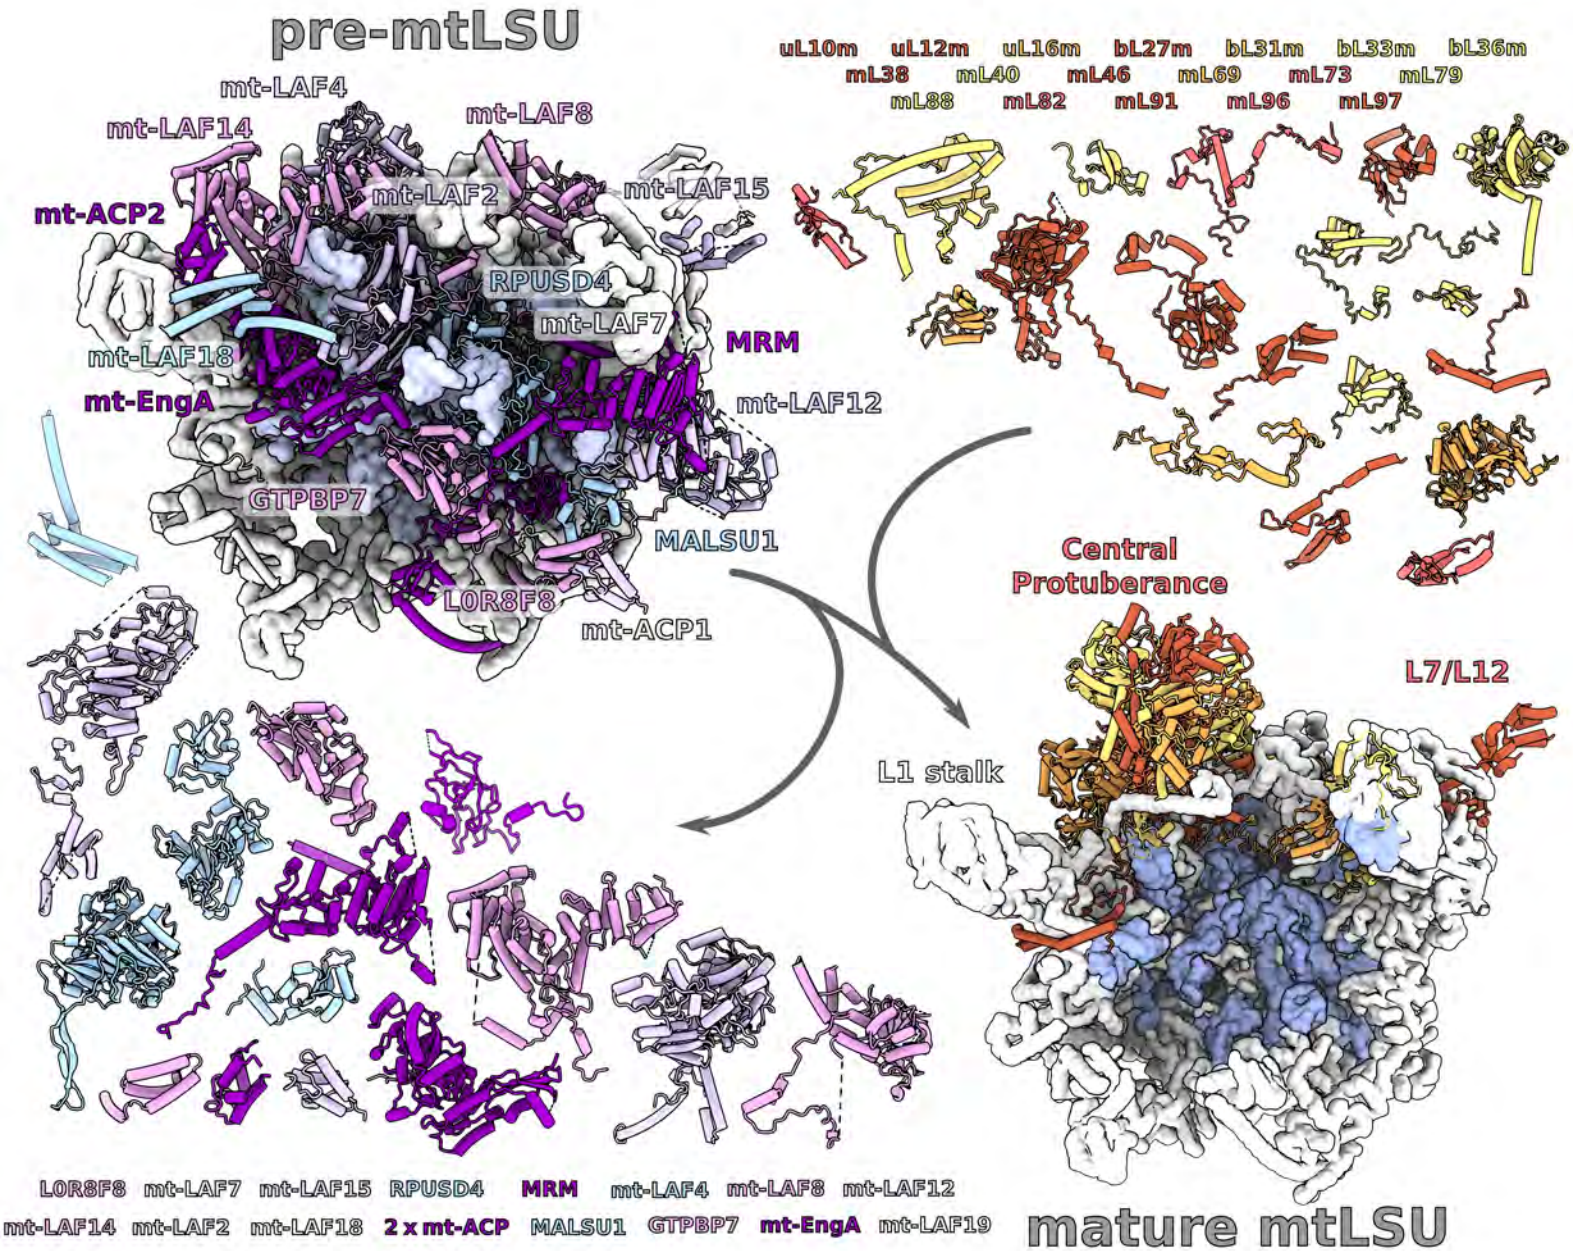 pre-mtLSU
uL10m uL12m uL16m bL27m bL31m bL33m bL36m
mL38 mL40 mL46 mL69 mL73 mL79
mL88 mL82 mL91 mL96 mL97
mt-LAF4
mt-LAF14
mt-LAF8
mt-LAF2
mt-LAF15
mt-ACP2
RPUSD4
mt-LAF7
MRM
mt-LAF18
mt-EngA
mt-LAF12
GTPBP7
MALSU1
L0R8F8
mt-ACP1
Central
Protuberance
L7/L12
L1 stalk
L0R8F8 mt-LAF7 mt-LAF15 RPUSD4 MRM mt-LAF4 mt-LAF8 mt-LAF12
mt-LAF14 mt-LAF2 mt-LAF18 2 x mt-ACP MALSU1 GTPBP7 mt-EngA mt-LAF19
mature mtLSU